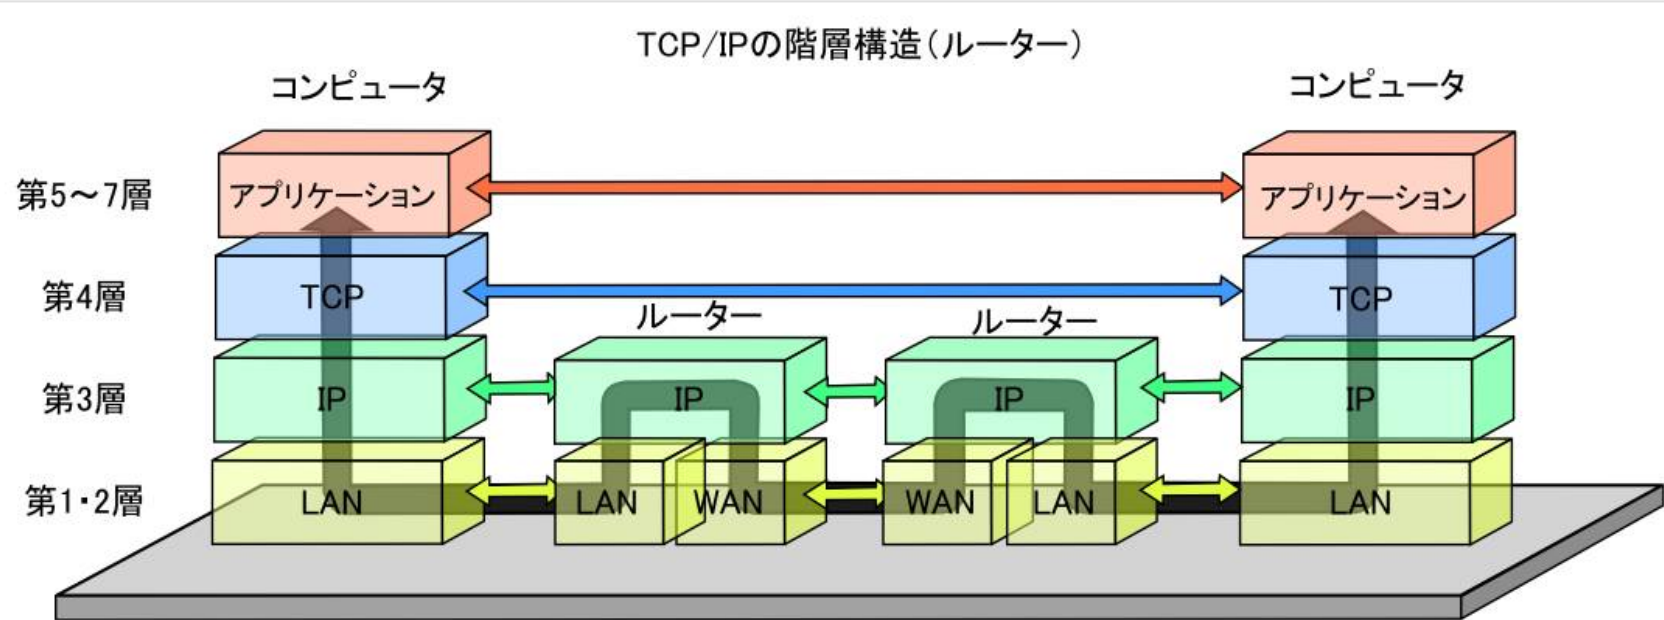 TCP/IPの階層構造(ルーター)
コンピュータ
コンピュータ
第5～7層
アプリケーション
アプリケーション
第4層
TCP
TCP
ルーター
ルーター
第3層
IP
IP
IP
IP
第1・2層
LAN
LAN
WAN
WAN
LAN
LAN